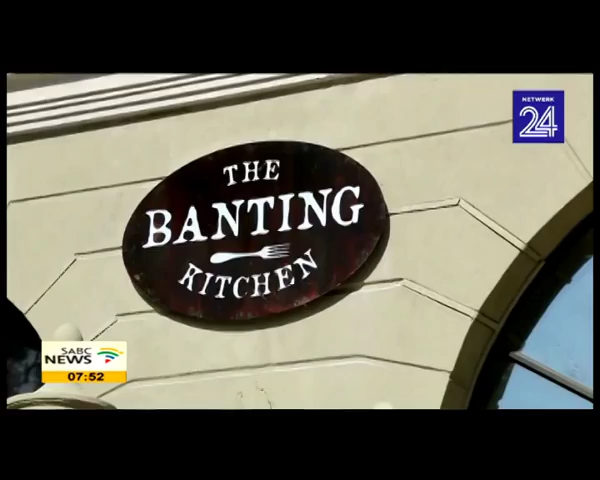 NETWERK
24
THE
BANTING
KITCHEN
SABC
NEWS
07:52